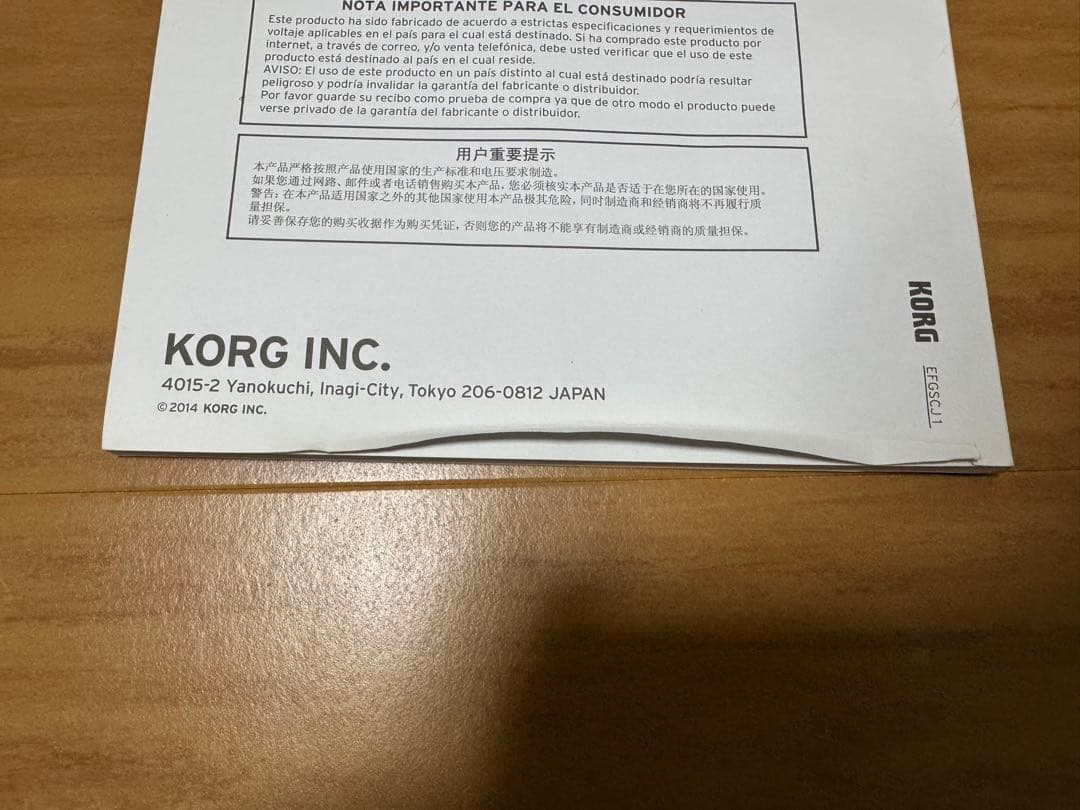 NOTA IMPORTANTE PARA EL CONSUMIDOR
Este producto ha sido fabricado de acuerdo a estrictas especificaciones y requerimientos de
voltaje aplicables en el país para el cual está destinado. Si ha comprado este producto por
internet, a través de correo, y/o venta telefónica, debe usted verificar que el uso de este
producto está destinado al país en el cual reside.
AVISO: El uso de este producto en un país distinto al cual está destinado podría resultar
peligroso y podría invalidar la garantía del fabricante o distribuidor.
Por favor guarde su recibo como prueba de compra ya que de otro modo el producto puede
verse privado de la garantía del fabricante o distribuidor.
用户重要提示
本产品严格按照产品使用国家的生产标准和电压要求制造。
如果您通过网路、邮件或者电话销售购买本产品，您必须核实本产品是否适于在您所在的国家使用。
警告：在本产品适用国家之外的其他国家使用本产品极其危险，同时制造商和经销商将不再履行质
量担保。
请妥善保存您的购买收据作为购买凭证，否则您的产品将不能享有制造商或经销商的质量担保。
KORG INC.
4015-2 Yanokuchi, Inagi-City, Tokyo 206-0812 JAPAN
©2014 KORG INC.
KORG
EFGSCJ1